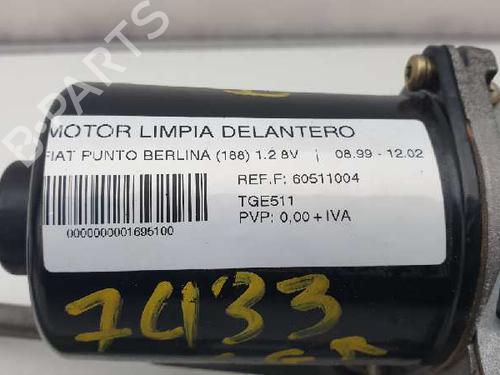 B-PARTS
MOTOR LIMPIA DELANTERO
FIAT PUNTO BERLINA (188) 1.2 8V | 08.99 - 12.02
REF.F: 60511004
TGE511
PVP: 0,00 + IVA
0000000001695100
7433